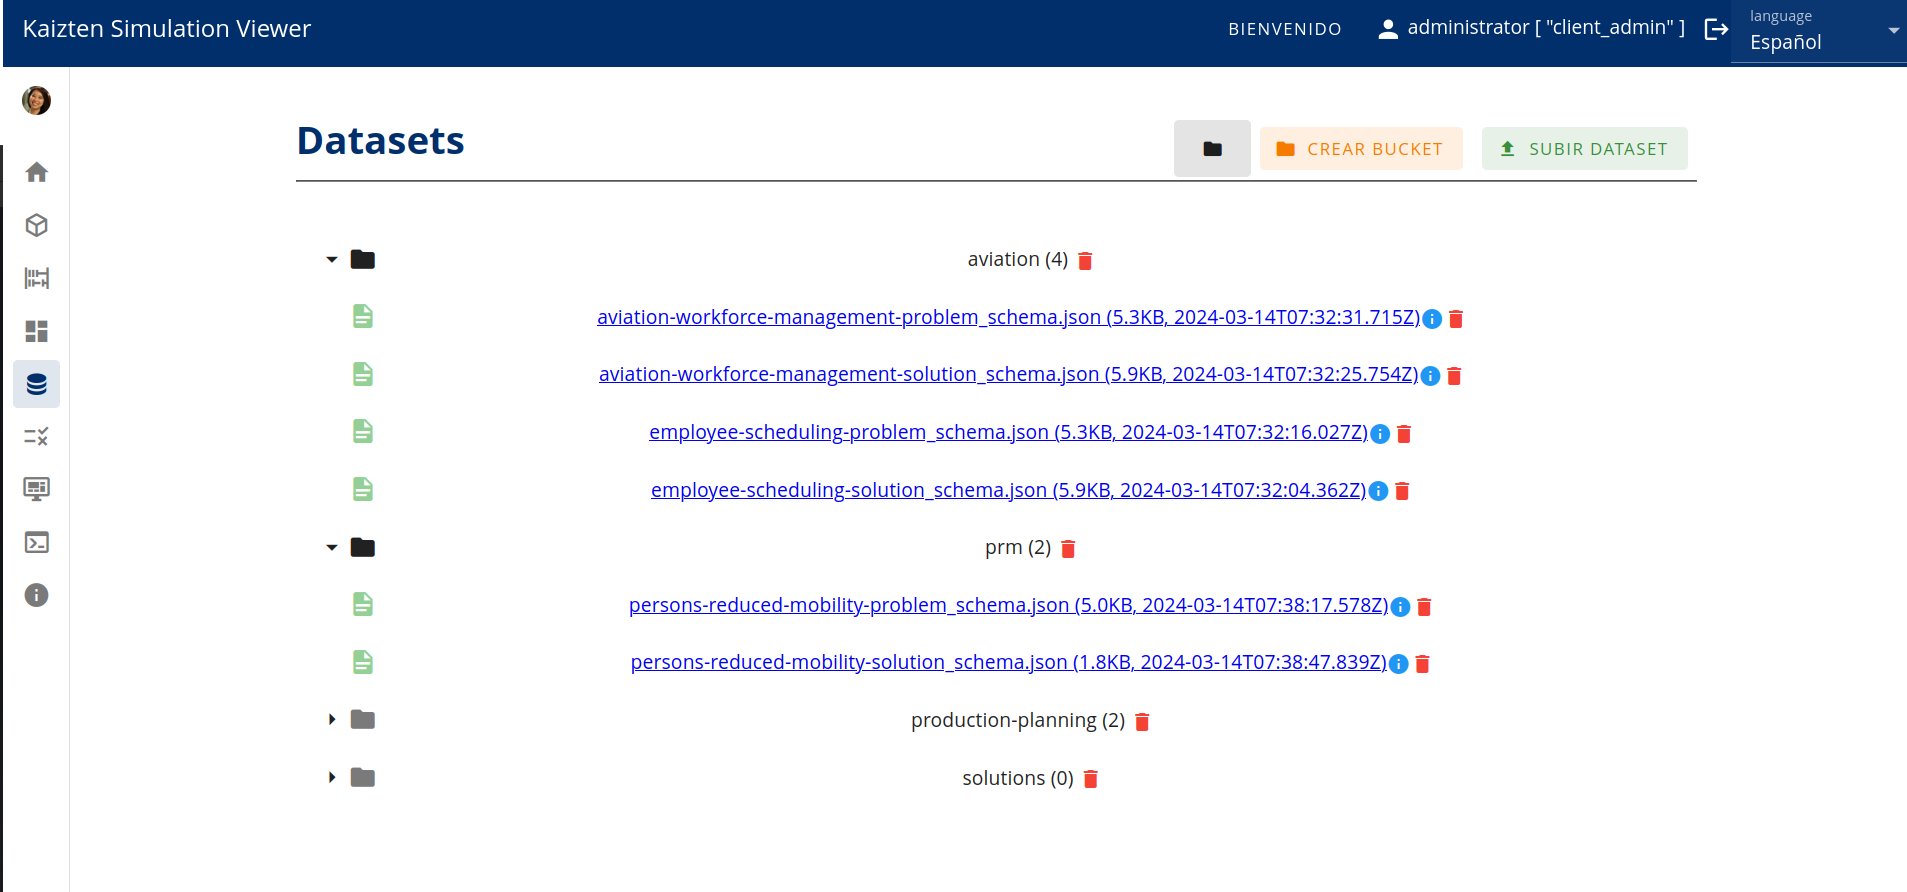 Kaizten Simulation Viewer
BIENVENIDO
administrator [ "client_admin" ]
language
Español
Datasets
CREAR BUCKET
SUBIR DATASET
aviation (4)
aviation-workforce-management-problem_schema.json (5.3KB, 2024-03-14T07:32:31.715Z)
aviation-workforce-management-solution_schema.json (5.9KB, 2024-03-14T07:32:25.754Z)
employee-scheduling-problem_schema.json (5.3KB, 2024-03-14T07:32:16.027Z)
employee-scheduling-solution_schema.json (5.9KB, 2024-03-14T07:32:04.362Z)
prm (2)
persons-reduced-mobility-problem_schema.json (5.0KB, 2024-03-14T07:38:17.578Z)
persons-reduced-mobility-solution_schema.json (1.8KB, 2024-03-14T07:38:47.839Z)
production-planning (2)
solutions (0)